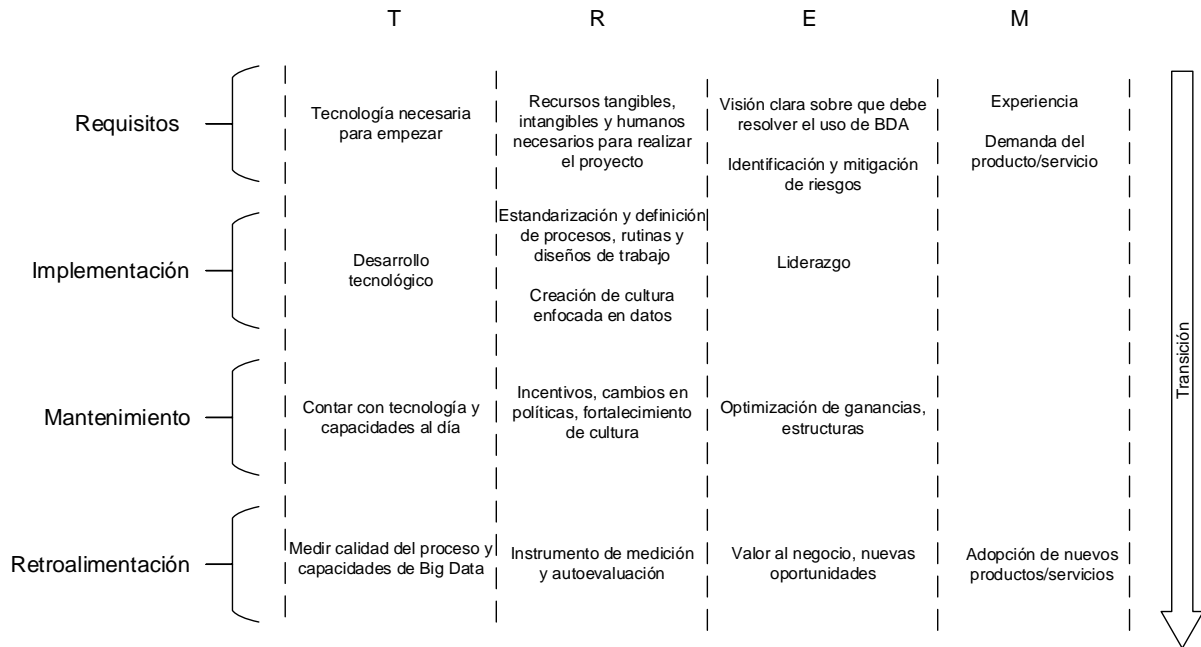 T
R
E
M
Requisitos
Tecnología necesaria
para empezar
Recursos tangibles,
intangibles y humanos
necesarios para realizar
el proyecto
Visión clara sobre que debe
resolver el uso de BDA
Identificación y mitigación
de riesgos
Experiencia
Demanda del
producto/servicio
Implementación
Desarrollo
tecnológico
Estandarización y definición
de procesos, rutinas y
diseños de trabajo
Creación de cultura
enfocada en datos
Liderazgo
Mantenimiento
Contar con tecnología y
capacidades al día
Incentivos, cambios en
políticas, fortalecimiento
de cultura
Optimización de ganancias,
estructuras
Retroalimentación
Medir calidad del proceso y
capacidades de Big Data
Instrumento de medición
y autoevaluación
Valor al negocio, nuevas
oportunidades
Adopción de nuevos
productos/servicios
Transición